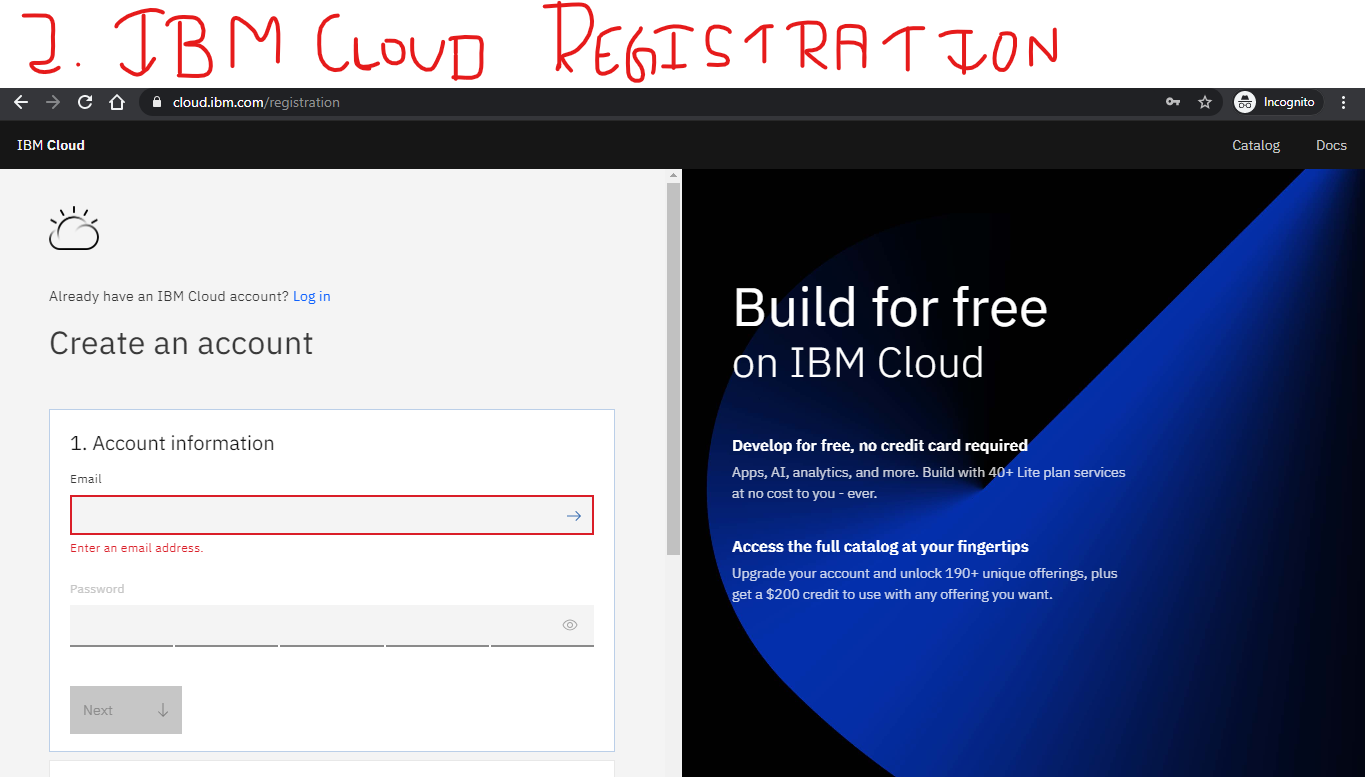 2. IBM CLOUD REGISTRATION
cloud.ibm.com/registration
Incognito
IBM Cloud
Catalog
Docs
Already have an IBM Cloud account? Log in
Create an account
1. Account information
Email
Enter an email address.
Password
Next
Build for free
on IBM Cloud
Develop for free, no credit card required
Apps, AI, analytics, and more. Build with 40+ Lite plan services
at no cost to you - ever.
Access the full catalog at your fingertips
Upgrade your account and unlock 190+ unique offerings, plus
get a $200 credit to use with any offering you want.